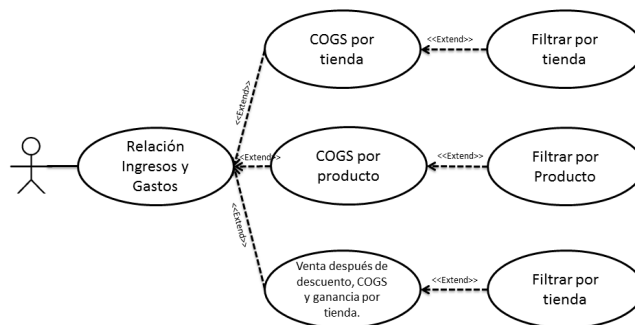 COGS por
tienda
<<Extend>>
Filtrar por
tienda
<<Extend>>
Relación
Ingresos y
Gastos
<<Extend>>
COGS por
producto
<<Extend>>
Filtrar por
Producto
<<Extend>>
Venta después de
descuento, COGS
y ganancia por
tienda.
<<Extend>>
Filtrar por
tienda